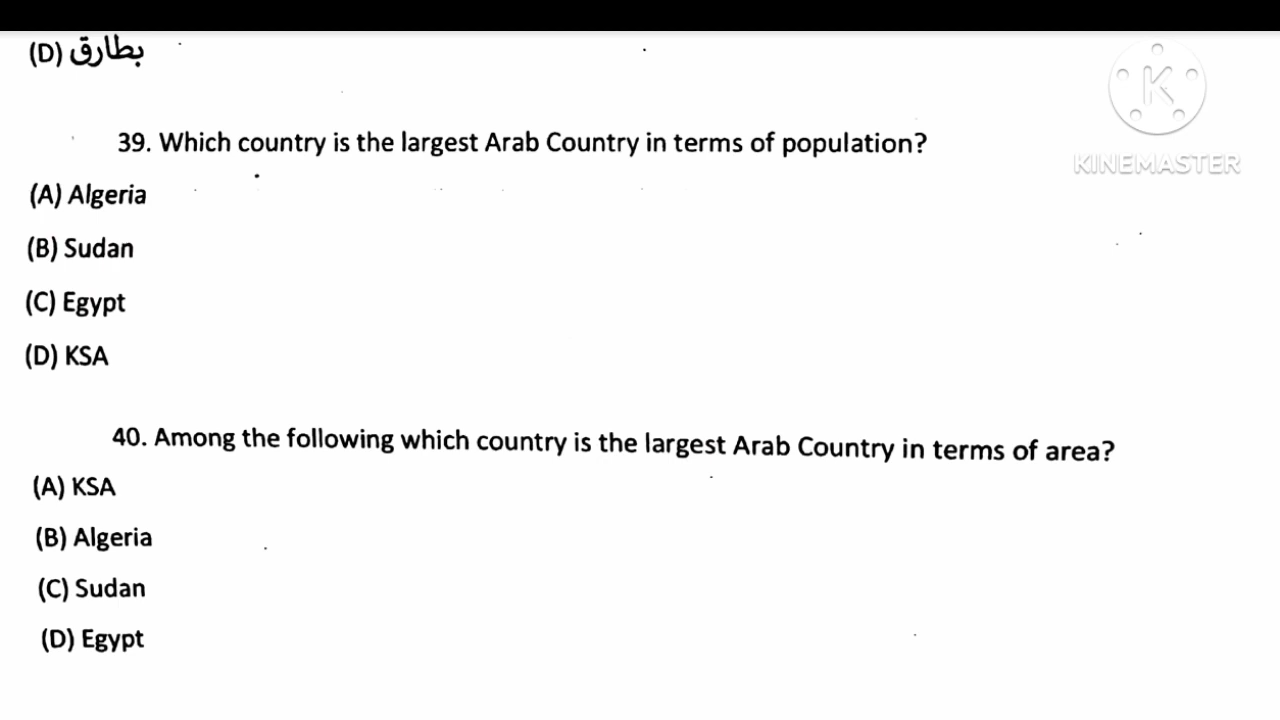 (D) بطارق
K
KINEMASTER
39. Which country is the largest Arab Country in terms of population?
(A) Algeria
(B) Sudan
(C) Egypt
(D) KSA
40. Among the following which country is the largest Arab Country in terms of area?
(A) KSA
(B) Algeria
(C) Sudan
(D) Egypt